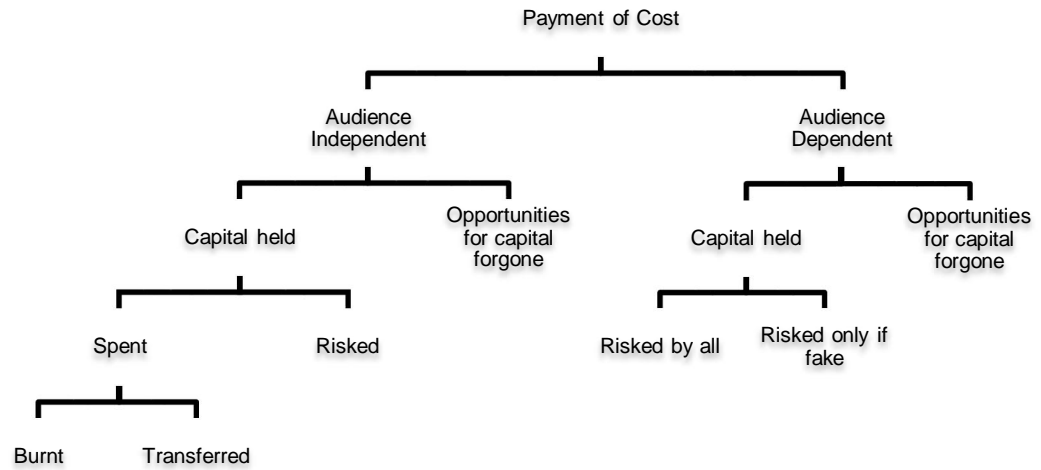 Payment of Cost
Audience
Independent
Audience
Dependent
Capital held
Opportunities
for capital
forgone
Capital held
Opportunities
for capital
forgone
Spent
Risked
Risked by all
Risked only if
fake
Burnt
Transferred